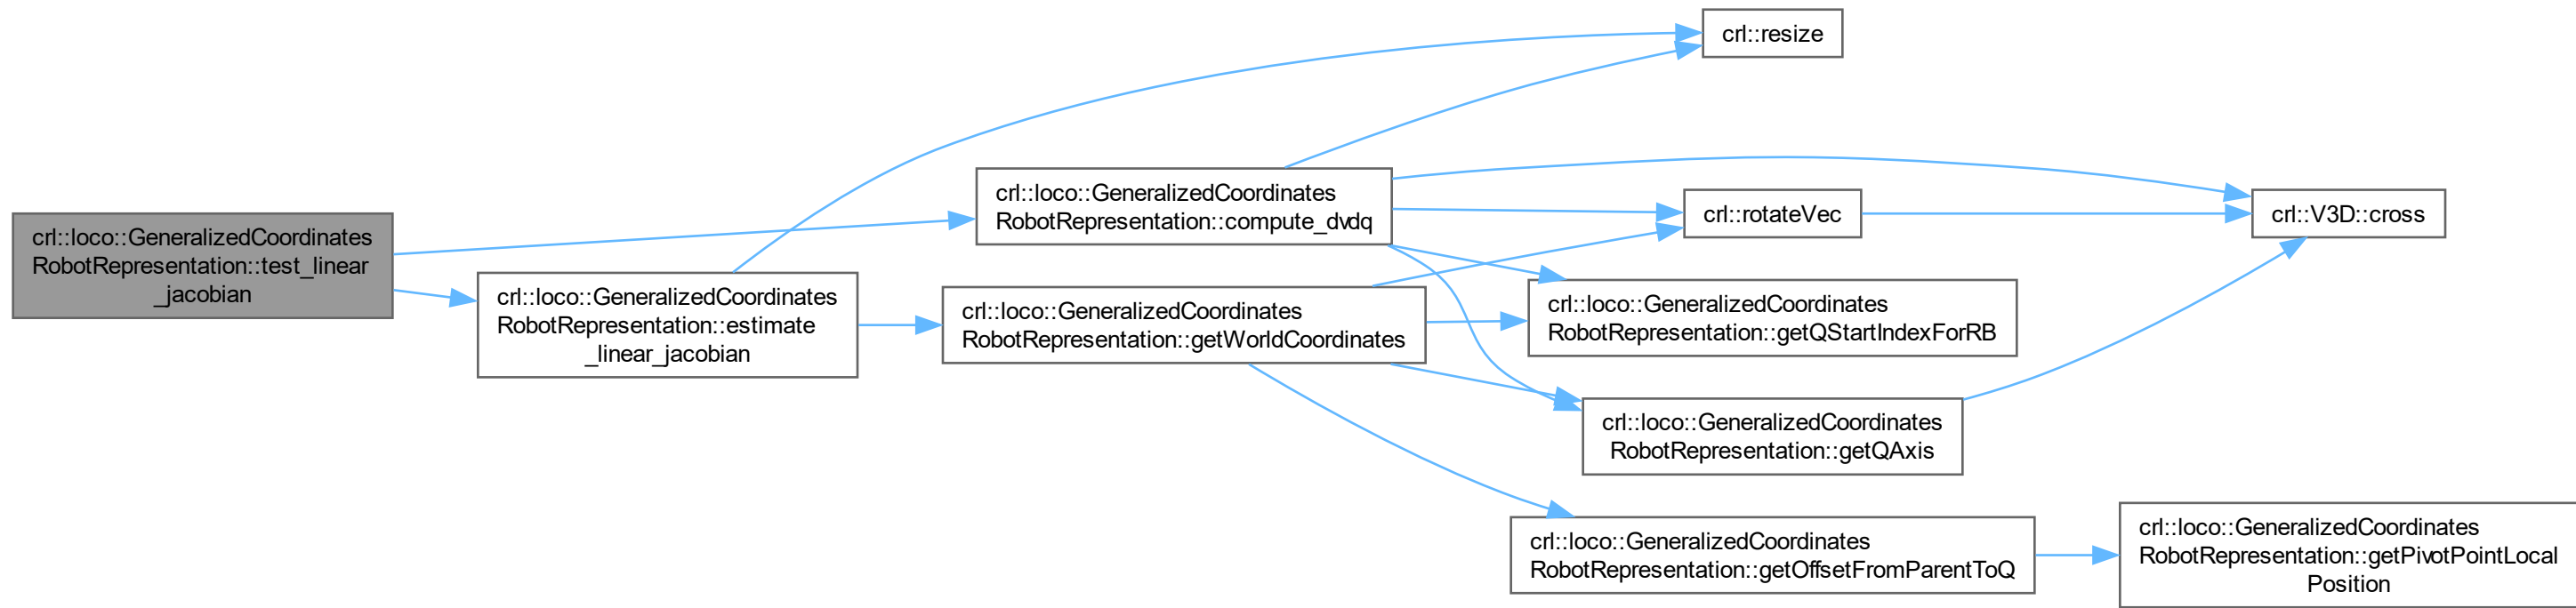 crl::resize
crl::loco::GeneralizedCoordinates
RobotRepresentation::compute_dvdq
crl::rotateVec
crl::V3D::cross
crl::loco::GeneralizedCoordinates
RobotRepresentation::test_linear
_jacobian
crl::loco::GeneralizedCoordinates
RobotRepresentation::estimate
_linear_jacobian
crl::loco::GeneralizedCoordinates
RobotRepresentation::getWorldCoordinates
crl::loco::GeneralizedCoordinates
RobotRepresentation::getQStartIndexForRB
crl::loco::GeneralizedCoordinates
RobotRepresentation::getQAxis
crl::loco::GeneralizedCoordinates
RobotRepresentation::getOffsetFromParentToQ
crl::loco::GeneralizedCoordinates
RobotRepresentation::getPivotPointLocal
Position